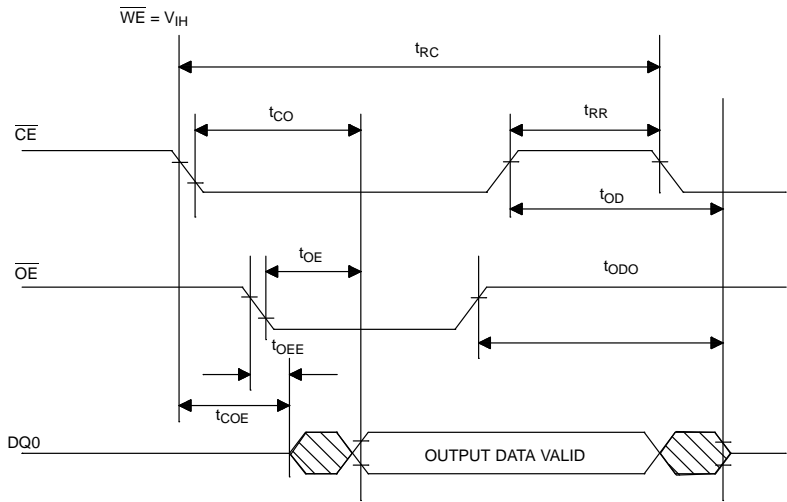 WE = VIH
tRC
tCO
tRR
CE
tOD
tOE
tODO
OE
tOEE
tCOE
DQ0
OUTPUT DATA VALID